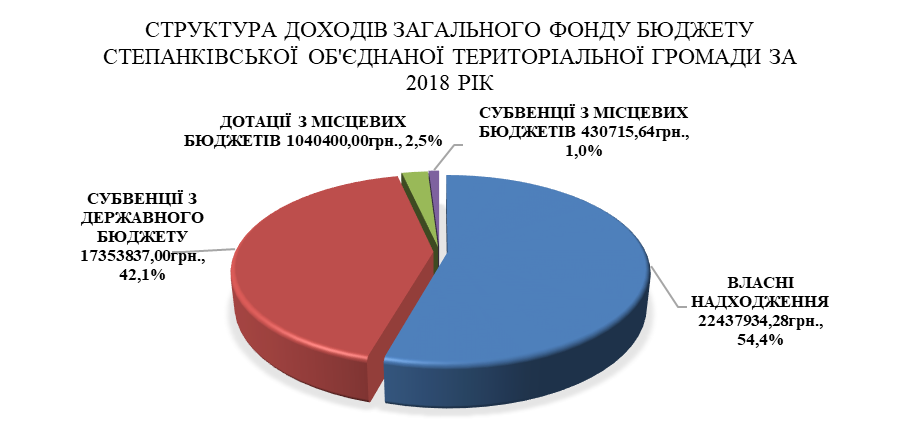 СТРУКТУРА ДОХОДІВ ЗАГАЛЬНОГО ФОНДУ БЮДЖЕТУ
СТЕПАНКІВСЬКОЇ ОБ'ЄДНАНОЇ ТЕРИТОРІАЛЬНОЇ ГРОМАДИ ЗА
2018 РІК
ДОТАЦІЇ З МІСЦЕВИХ
БЮДЖЕТІВ 1040400,00грн., 2,5%
СУБВЕНЦІЇ З МІСЦЕВИХ
БЮДЖЕТІВ 430715,64грн.,
1,0%
СУБВЕНЦІЇ З
ДЕРЖАВНОГО
БЮДЖЕТУ
17353837,00грн.,
42,1%
ВЛАСНІ
НАДХОДЖЕННЯ
22437934,28грн.,
54,4%